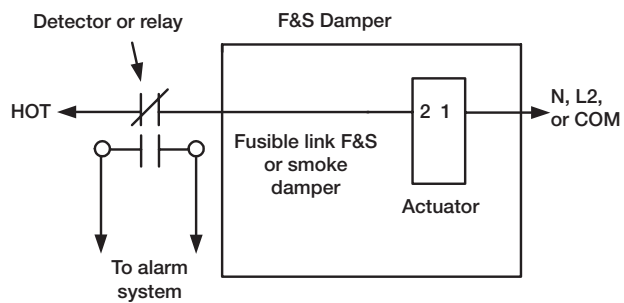 Detector or relay
F&S Damper
HOT
2 1
N, L2,
or COM
Fusible link F&S
or smoke
damper
Actuator
To alarm
system